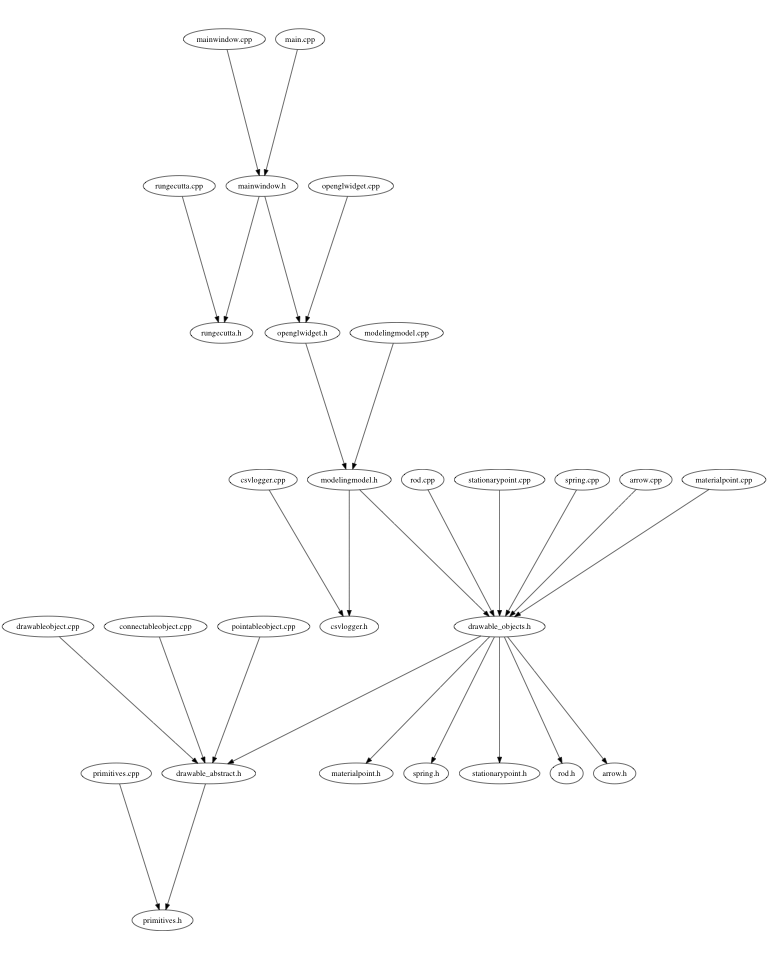 mainwindow.cpp
main.cpp
rungecutta.cpp
mainwindow.h
openglwidget.cpp
rungecutta.h
openglwidget.h
modelingmodel.cpp
csvlogger.cpp
modelingmodel.h
rod.cpp
stationarypoint.cpp
spring.cpp
arrow.cpp
materialpoint.cpp
drawableobject.cpp
connectableobject.cpp
pointableobject.cpp
csvlogger.h
drawable_objects.h
primitives.cpp
drawable_abstract.h
materialpoint.h
spring.h
stationarypoint.h
rod.h
arrow.h
primitives.h